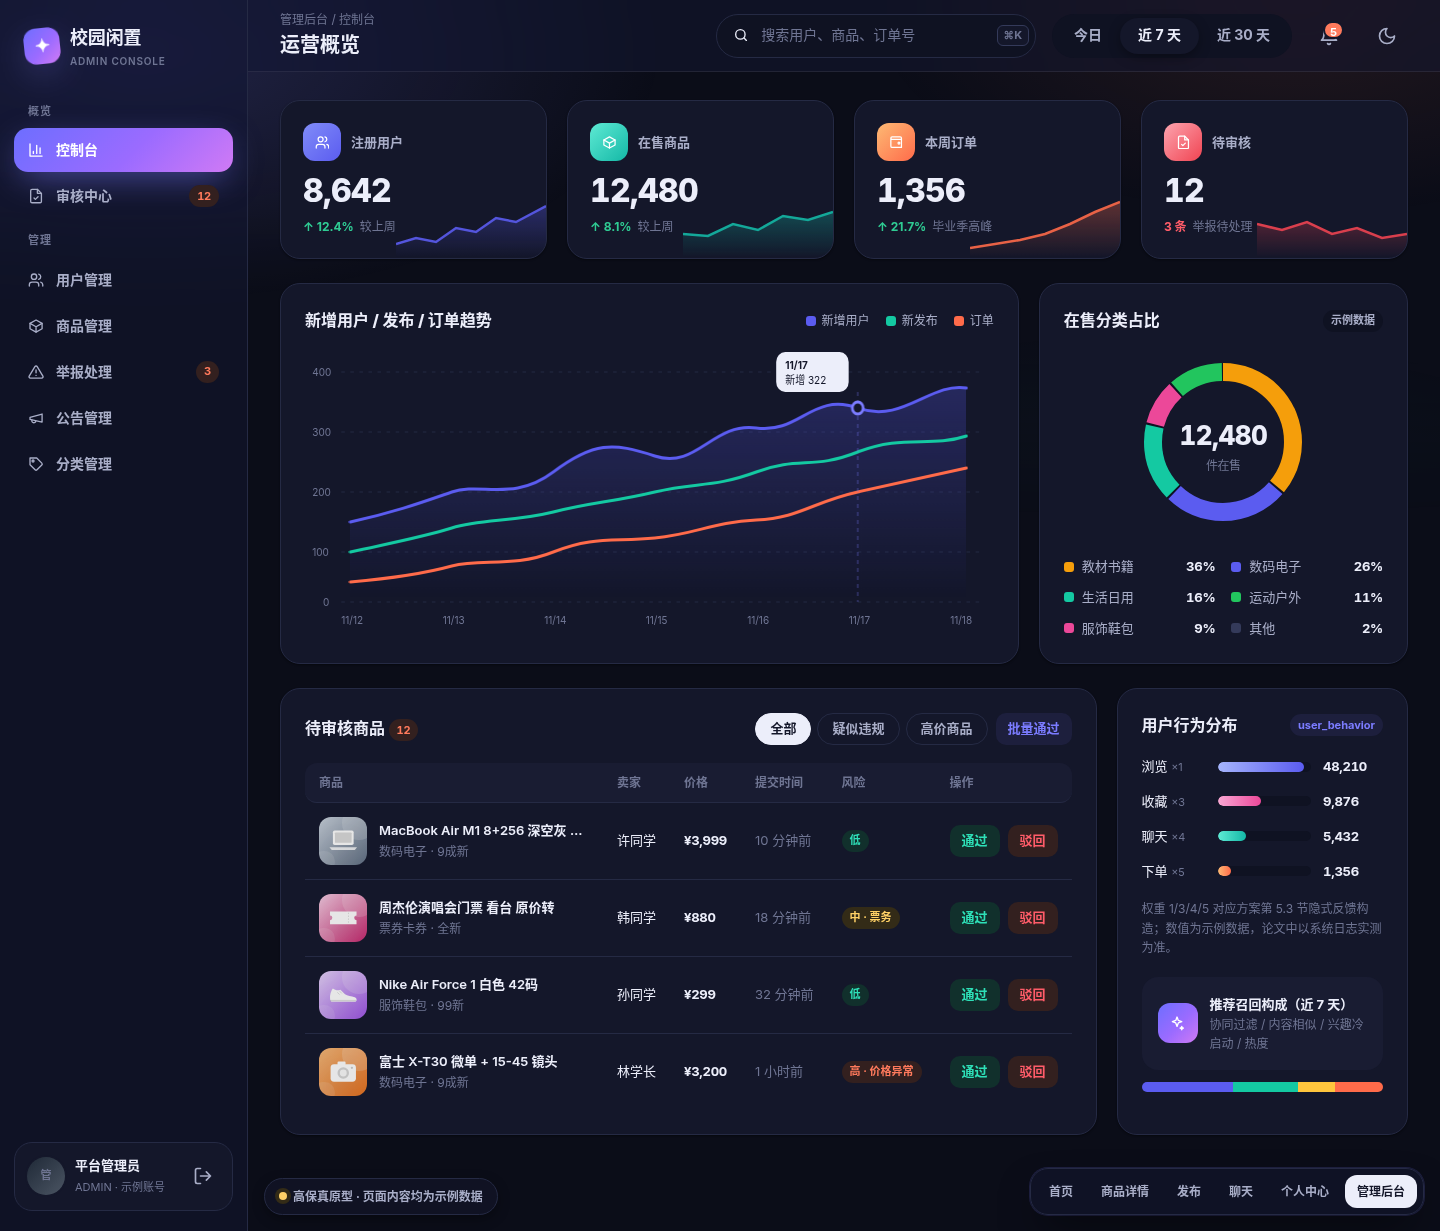 校园闲置
ADMIN CONSOLE
概览
控制台
审核中心 12
管理
用户管理
商品管理
举报处理 3
公告管理
分类管理
管 平台管理员
ADMIN · 示例账号
管理后台 / 控制台
运营概览
搜索用户、商品、订单号 ⌘K
今日 近 7 天 近 30 天
5
注册用户
8,642
↑ 12.4% 较上周
在售商品
12,480
↑ 8.1% 较上周
本周订单
1,356
↑ 21.7% 毕业季高峰
待审核
12
3 条 举报待处理
新增用户 / 发布 / 订单趋势
新增用户 新发布 订单
11/17
新增 322
400
300
200
100
0
11/12 11/13 11/14 11/15 11/16 11/17 11/18
在售分类占比 示例数据
12,480
件在售
教材书籍 36% 数码电子 26%
生活日用 16% 运动户外 11%
服饰鞋包 9% 其他 2%
待审核商品 12
全部 疑似违规 高价商品 批量通过
商品 卖家 价格 提交时间 风险 操作
MacBook Air M1 8+256 深空灰 ...
数码电子 · 9成新
许同学 ¥3,999 10 分钟前 低 通过 驳回
周杰伦演唱会门票 看台 原价转
票券卡券 · 全新
韩同学 ¥880 18 分钟前 中 · 票务 通过 驳回
Nike Air Force 1 白色 42码
服饰鞋包 · 99新
孙同学 ¥299 32 分钟前 低 通过 驳回
富士 X-T30 微单 + 15-45 镜头
数码电子 · 9成新
林学长 ¥3,200 1 小时前 高 · 价格异常 通过 驳回
用户行为分布 user_behavior
浏览 ×1 48,210
收藏 ×3 9,876
聊天 ×4 5,432
下单 ×5 1,356
权重 1/3/4/5 对应方案第 5.3 节隐式反馈构
造；数值为示例数据，论文中以系统日志实测
为准。
推荐召回构成（近 7 天）
协同过滤 / 内容相似 / 兴趣冷
启动 / 热度
高保真原型 · 页面内容均为示例数据
首页 商品详情 发布 聊天 个人中心 管理后台